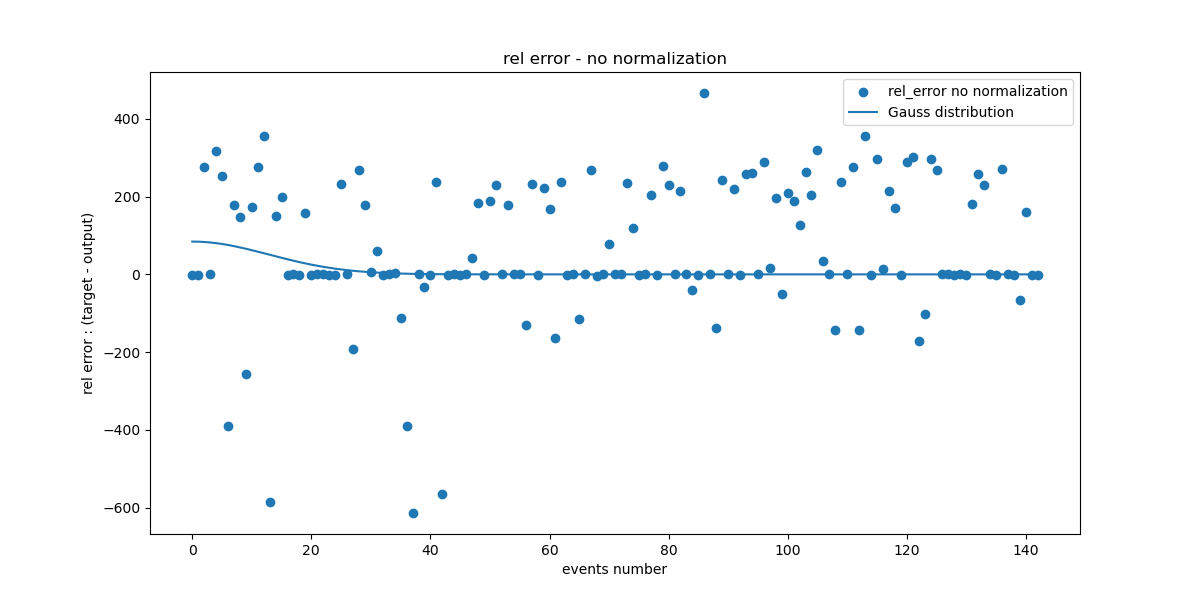 rel error - no normalization
rel_error no normalization
Gauss distribution
400
200
0
−200
−400
−600
rel error : (target - output)
0 20 40 60 80 100 120 140
events number